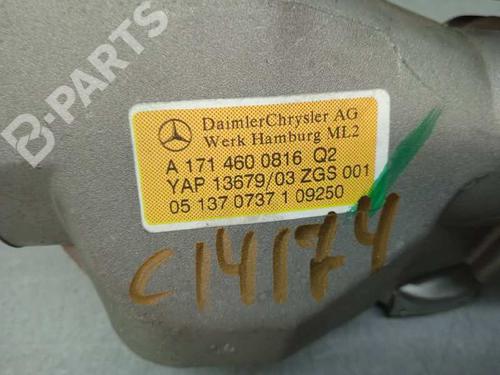 B-PARTS
DaimlerChrysler AG
Werk Hamburg ML2
A 171 460 0816 Q2
YAP 13679/03 ZGS 001
05 137 0737 1 09250
C14174